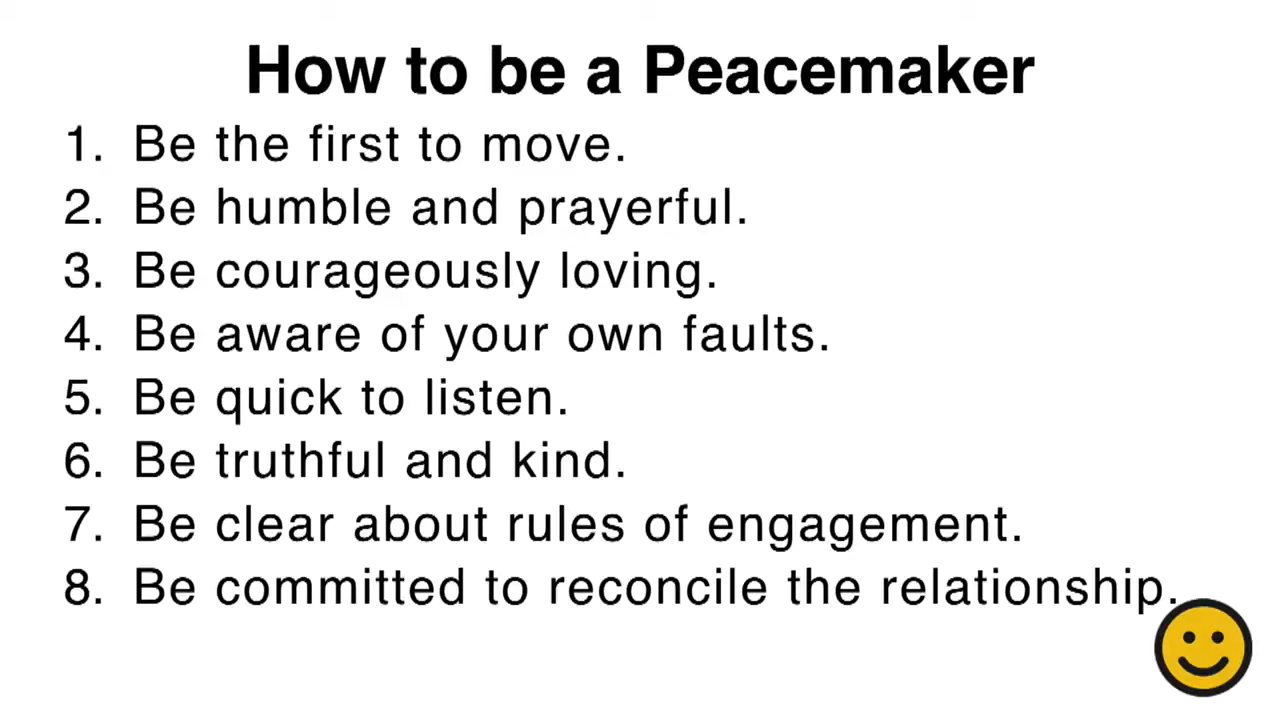 How to be a Peacemaker
1. Be the first to move.
2. Be humble and prayerful.
3. Be courageously loving.
4. Be aware of your own faults.
5. Be quick to listen.
6. Be truthful and kind.
7. Be clear about rules of engagement.
8. Be committed to reconcile the relationship.